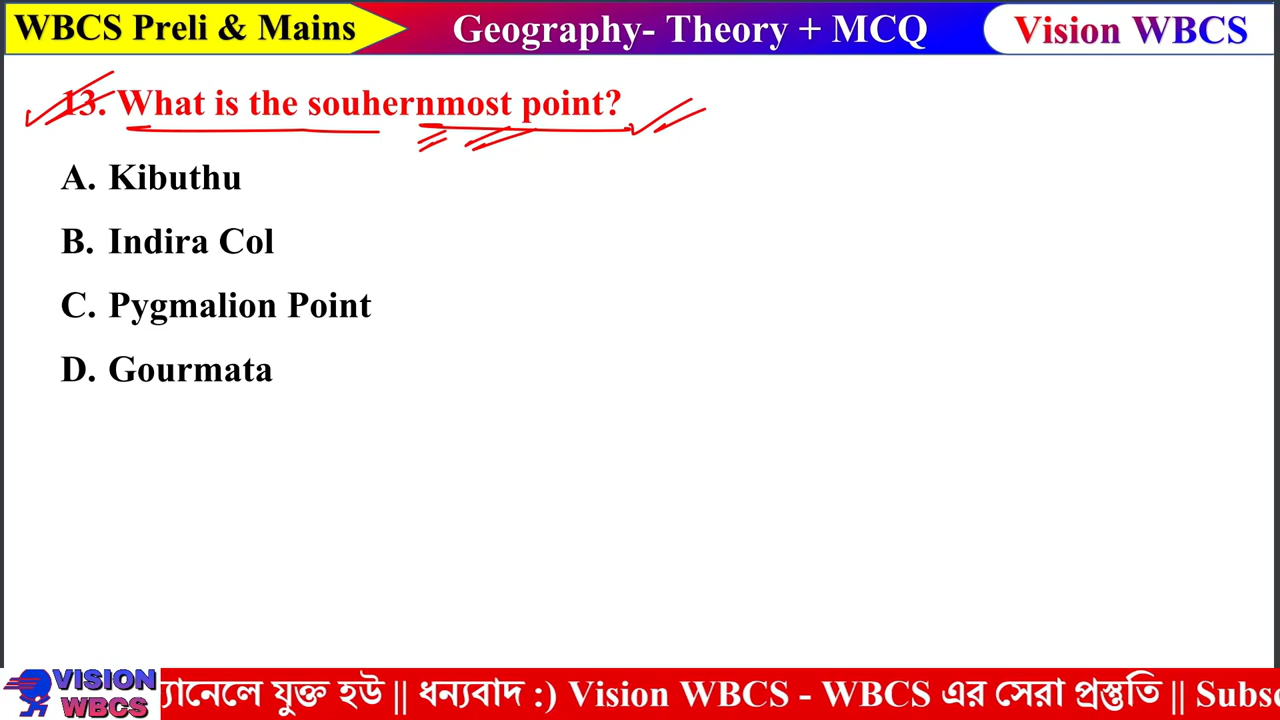 WBCS Preli & Mains
Geography- Theory + MCQ
Vision WBCS
13. What is the souhernmost point?
A. Kibuthu
B. Indira Col
C. Pygmalion Point
D. Gourmata
VISION
WBCS
্যানেলে যুক্ত হউ || ধন্যবাদ :) Vision WBCS - WBCS এর সেরা প্রস্তুতি || Subsc